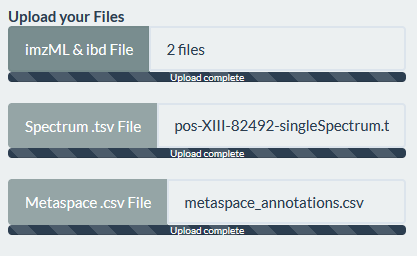 Upload your Files
imzML & ibd File 2 files
Upload complete
Spectrum .tsv File pos-XIII-82492-singleSpectrum.t
Upload complete
Metaspace .csv File metaspace_annotations.csv
Upload complete